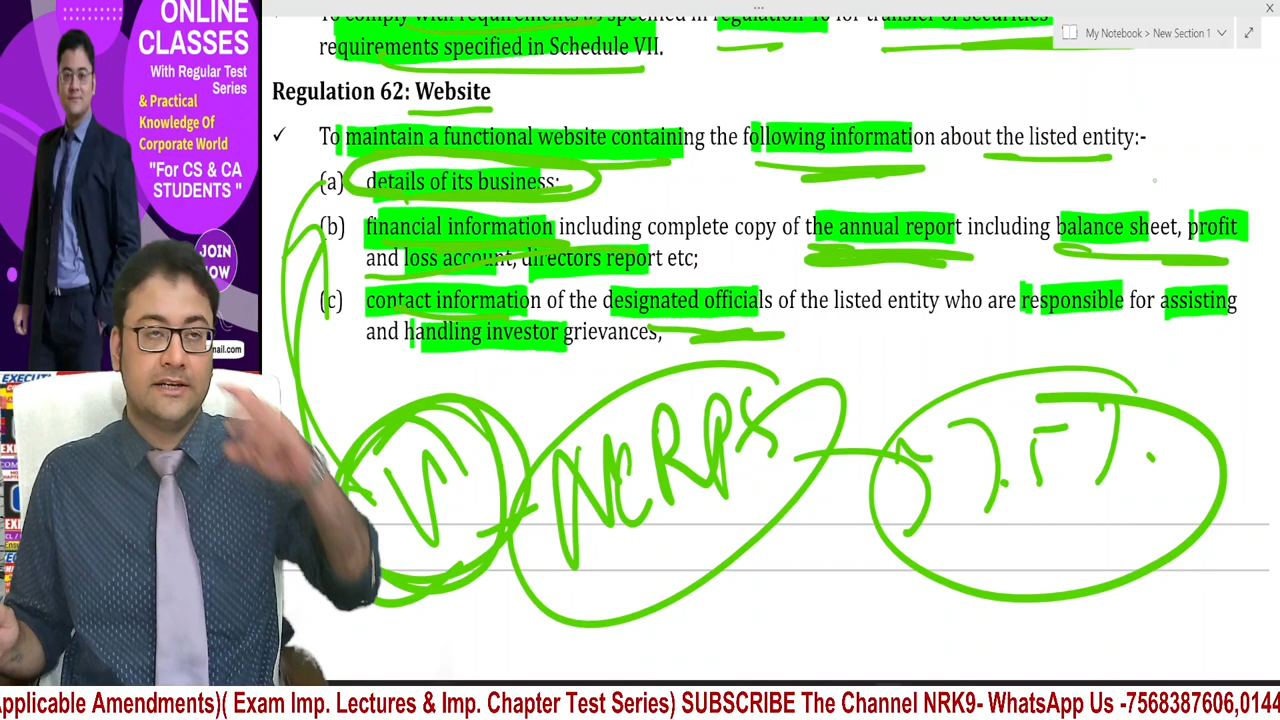 ONLINE
CLASSES
With Regular Test
Series
& Practical
Knowledge Of
Corporate World
"For CS & CA
STUDENTS "
JOIN
NOW
mail.com
My Notebook > New Section 1
To comply with requirements as specified in regulation for transfer of securities
requirements specified in Schedule VII.
Regulation 62: Website
✓ To maintain a functional website containing the following information about the listed entity:-
(a) details of its business;
(b) financial information including complete copy of the annual report including balance sheet, profit
and loss account, directors report etc;
(c) contact information of the designated officials of the listed entity who are responsible for assisting
and handling investor grievances,
NCRPS
applicable Amendments)( Exam Imp. Lectures & Imp. Chapter Test Series) SUBSCRIBE The Channel NRK9- WhatsApp Us -7568387606,0144